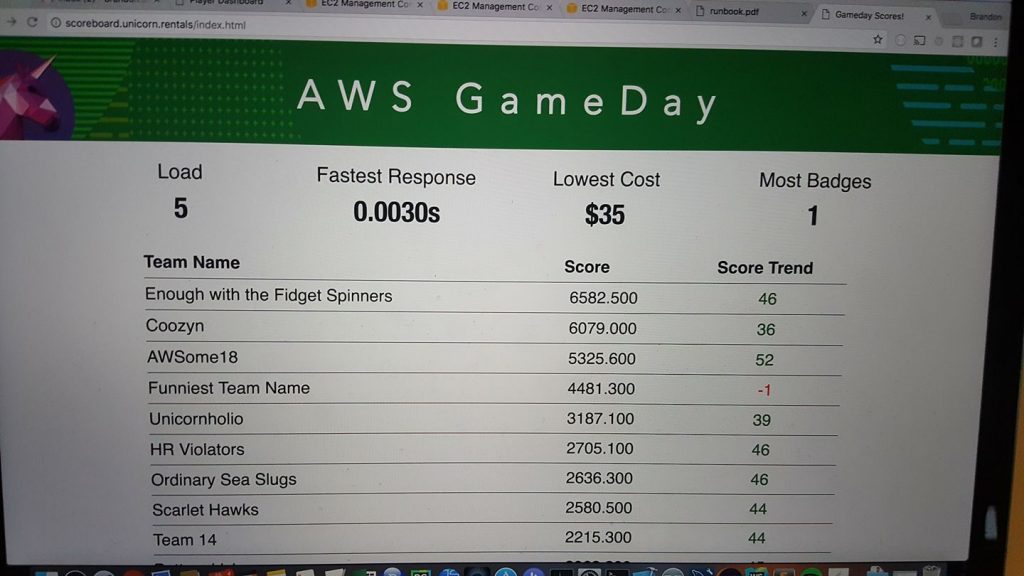 Player Dashboard
EC2 Management Co
EC2 Management Co
EC2 Management Co
runbook.pdf
Gameday Scores!
Brandon
scoreboard.unicorn.rentals/index.html
AWS GameDay
Load Fastest Response Lowest Cost Most Badges
5 0.0030s $35 1
Team Name Score Score Trend
Enough with the Fidget Spinners 6582.500 46
Coozyn 6079.000 36
AWSome18 5325.600 52
Funniest Team Name 4481.300 -1
Unicornholio 3187.100 39
HR Violators 2705.100 46
Ordinary Sea Slugs 2636.300 46
Scarlet Hawks 2580.500 44
Team 14 2215.300 44